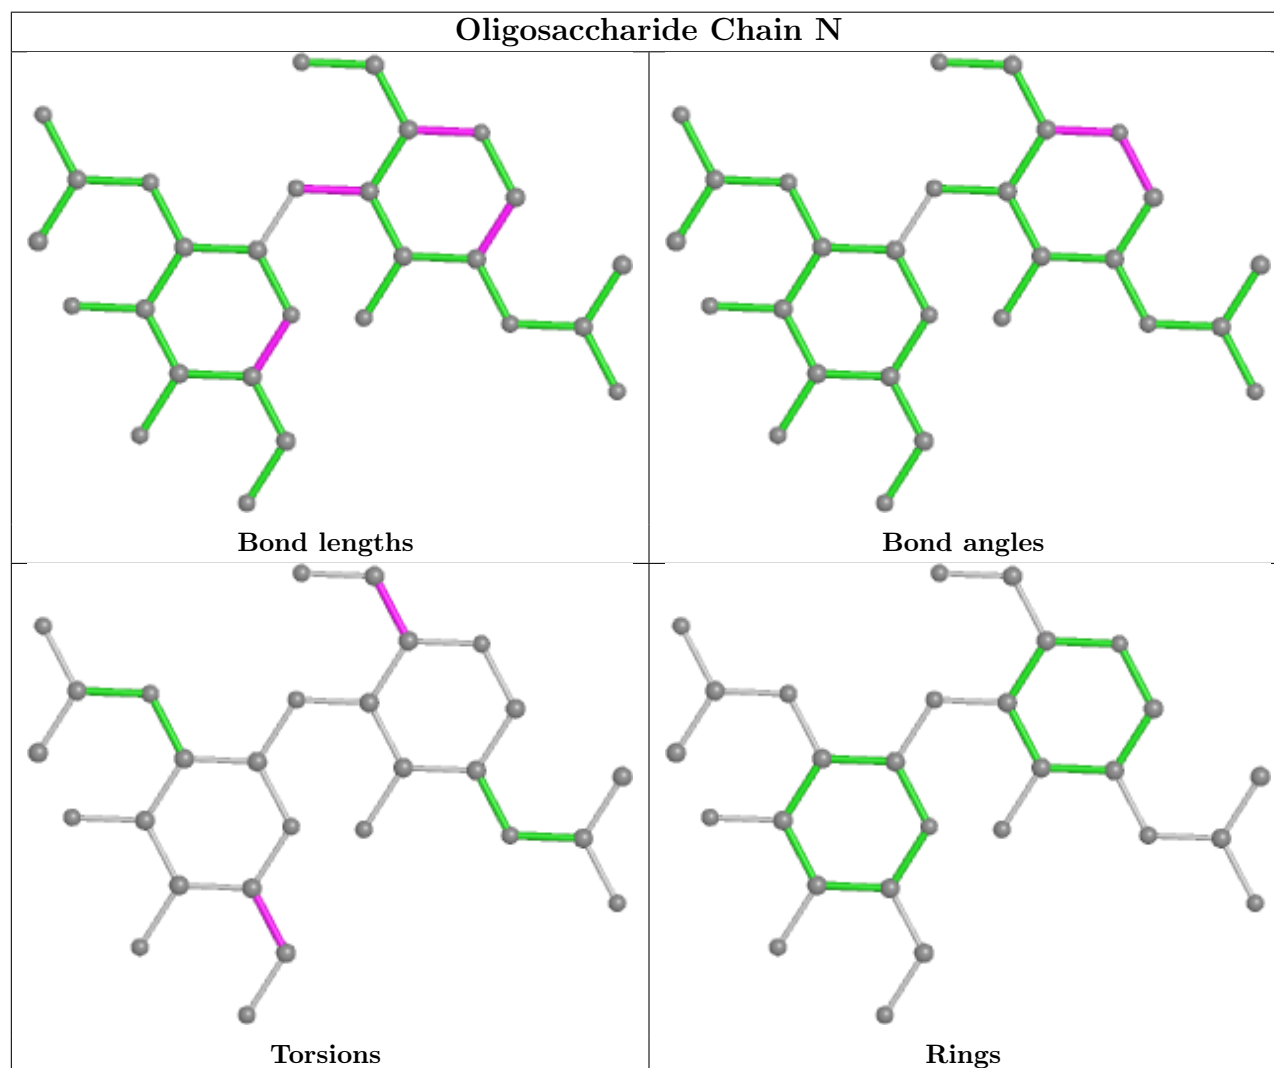 Oligosaccharide Chain N
Bond lengths
Bond angles
Torsions
Rings